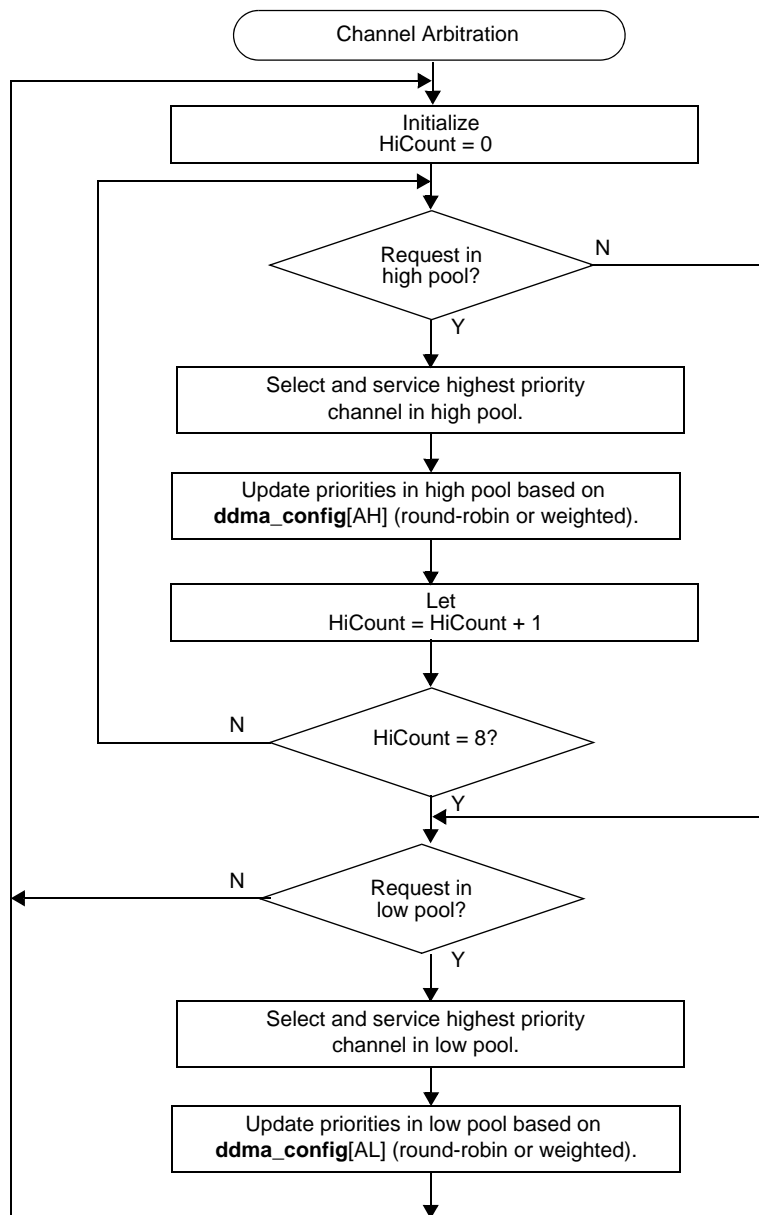 Channel Arbitration
Initialize
HiCount = 0
Request in
high pool?
N
Y
Select and service highest priority
channel in high pool.
Update priorities in high pool based on
ddma_config[AH] (round-robin or weighted).
Let
HiCount = HiCount + 1
N
HiCount = 8?
Y
N
Request in
low pool?
Y
Select and service highest priority
channel in low pool.
Update priorities in low pool based on
ddma_config[AL] (round-robin or weighted).